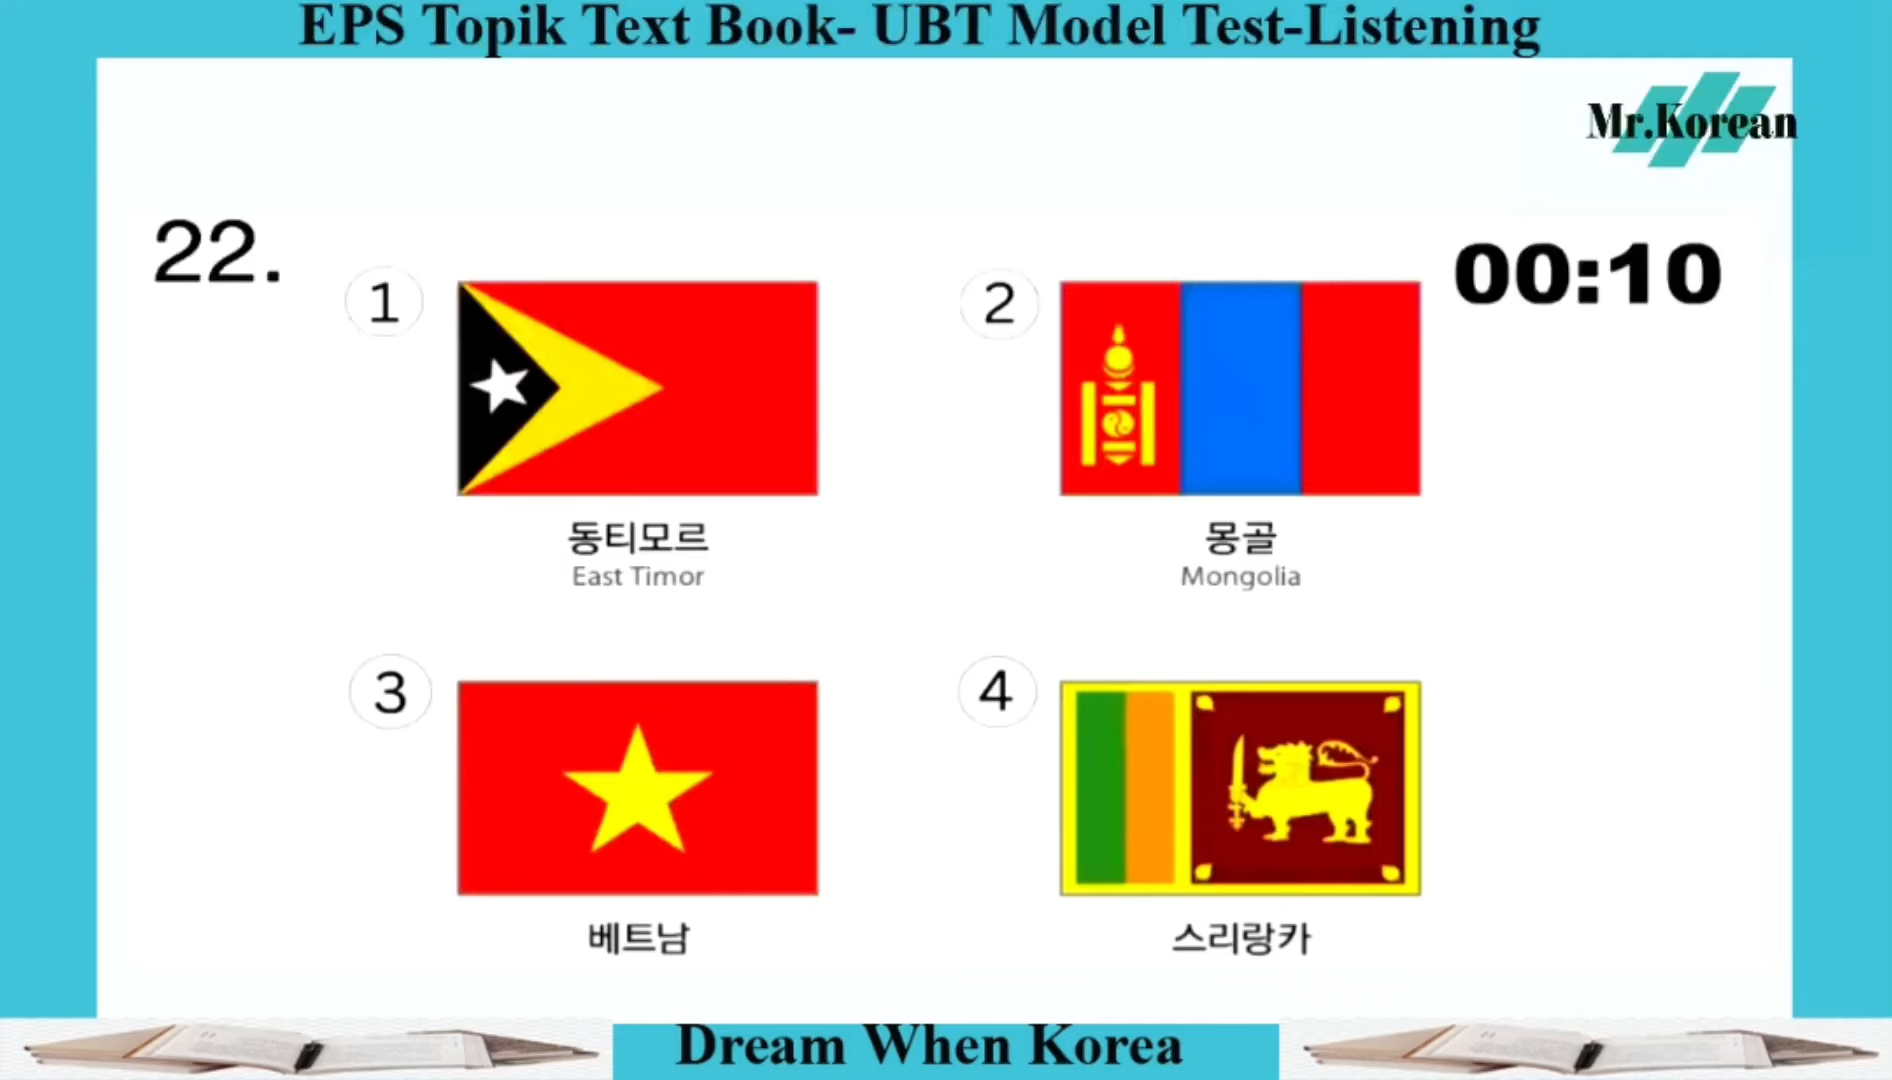 EPS Topik Text Book- UBT Model Test-Listening
Mr.Korean
22.
00:10
1
2
동티모르
East Timor
몽골
Mongolia
3
4
베트남
스리랑카
Dream When Korea